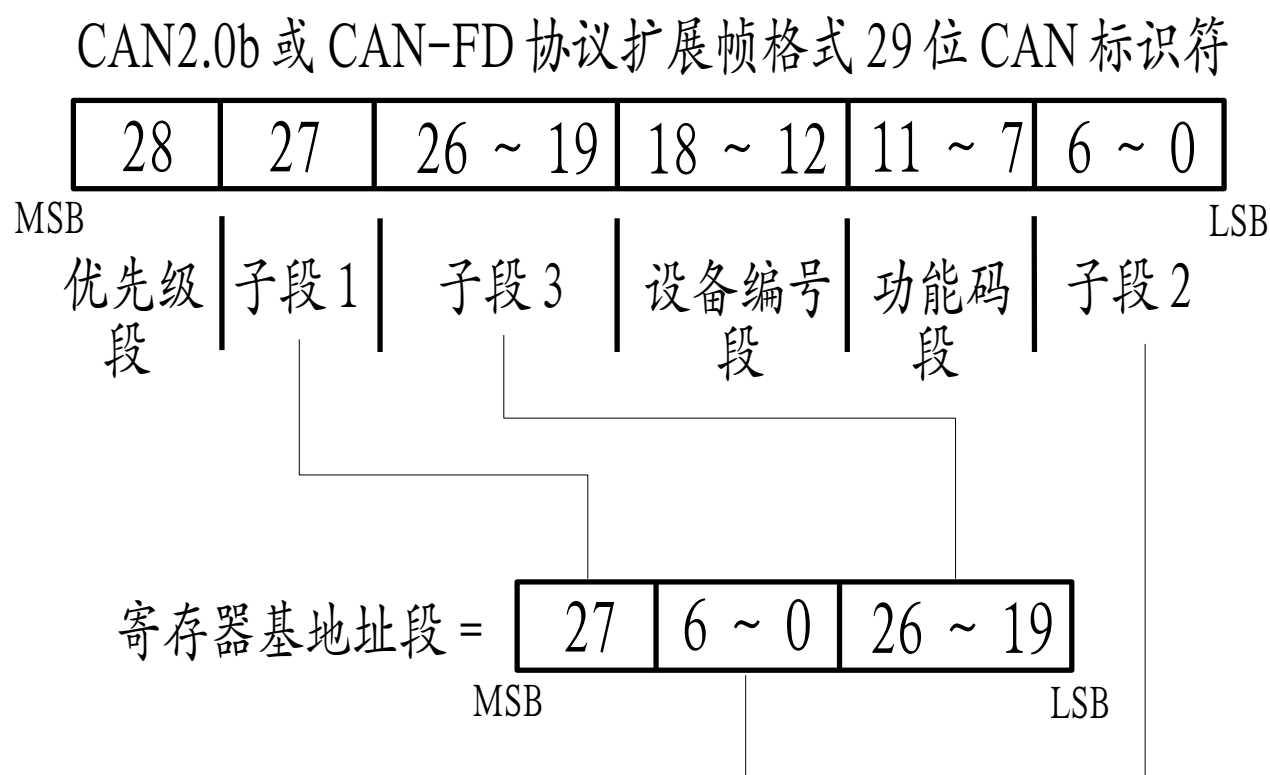 CAN2.0b 或 CAN-FD 协议扩展帧格式 29 位 CAN 标识符
28 27 26 ~ 19 18 ~ 12 11 ~ 7 6 ~ 0
MSB LSB
优先级段 子段 1 子段 3 设备编号段 功能码段 子段 2
寄存器基地址段 = 27 6 ~ 0 26 ~ 19
MSB LSB